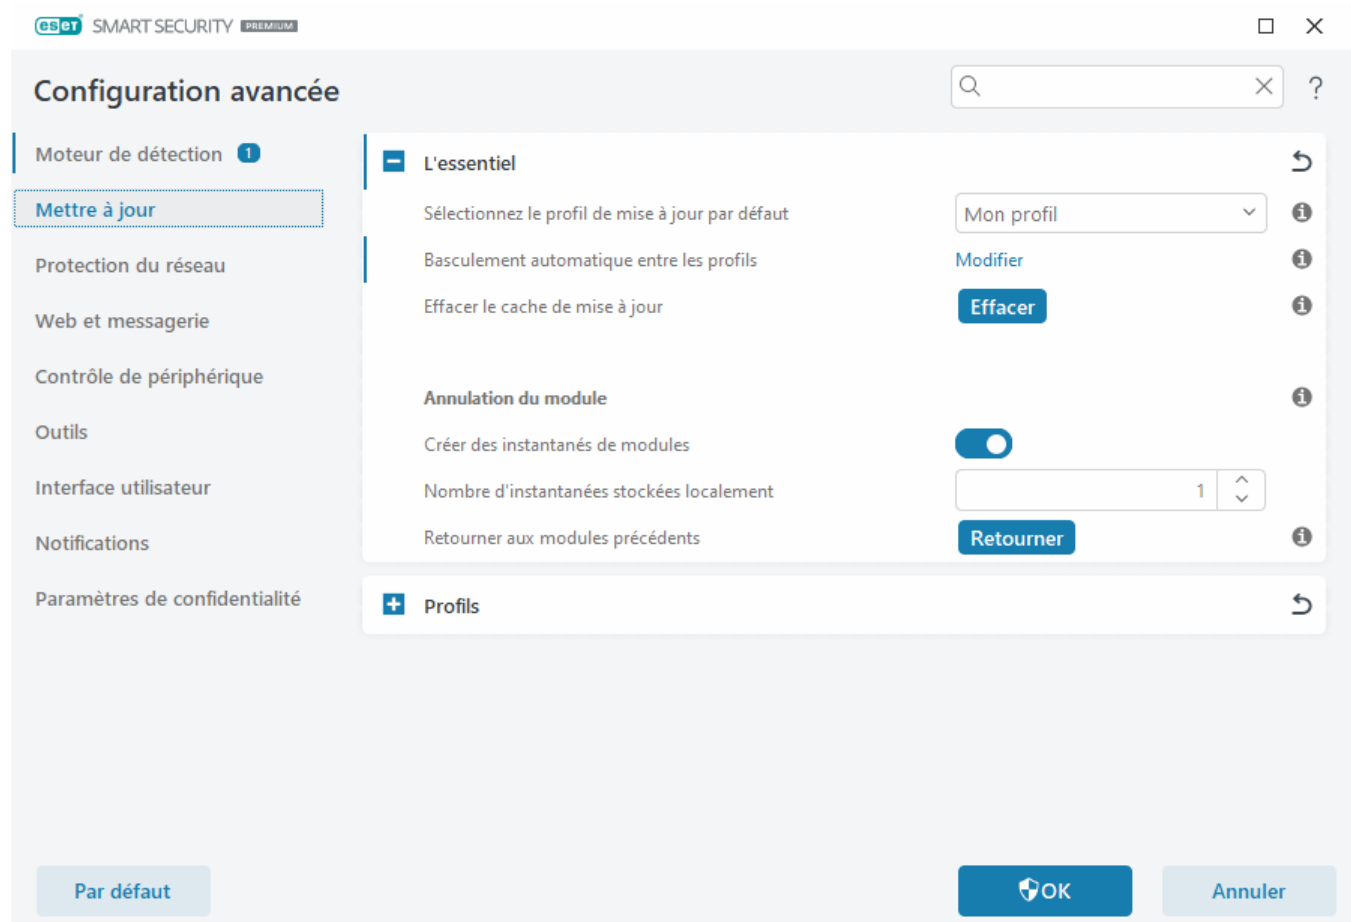 eset SMART SECURITY PREMIUM
Configuration avancée
?
Moteur de détection 1
Mettre à jour
Protection du réseau
Web et messagerie
Contrôle de périphérique
Outils
Interface utilisateur
Notifications
Paramètres de confidentialité
L'essentiel
Sélectionnez le profil de mise à jour par défaut Mon profil
Basculement automatique entre les profils Modifier
Effacer le cache de mise à jour Effacer
Annulation du module
Créer des instantanés de modules
Nombre d'instantanées stockées localement 1
Retourner aux modules précédents Retourner
Profils
Par défaut OK Annuler